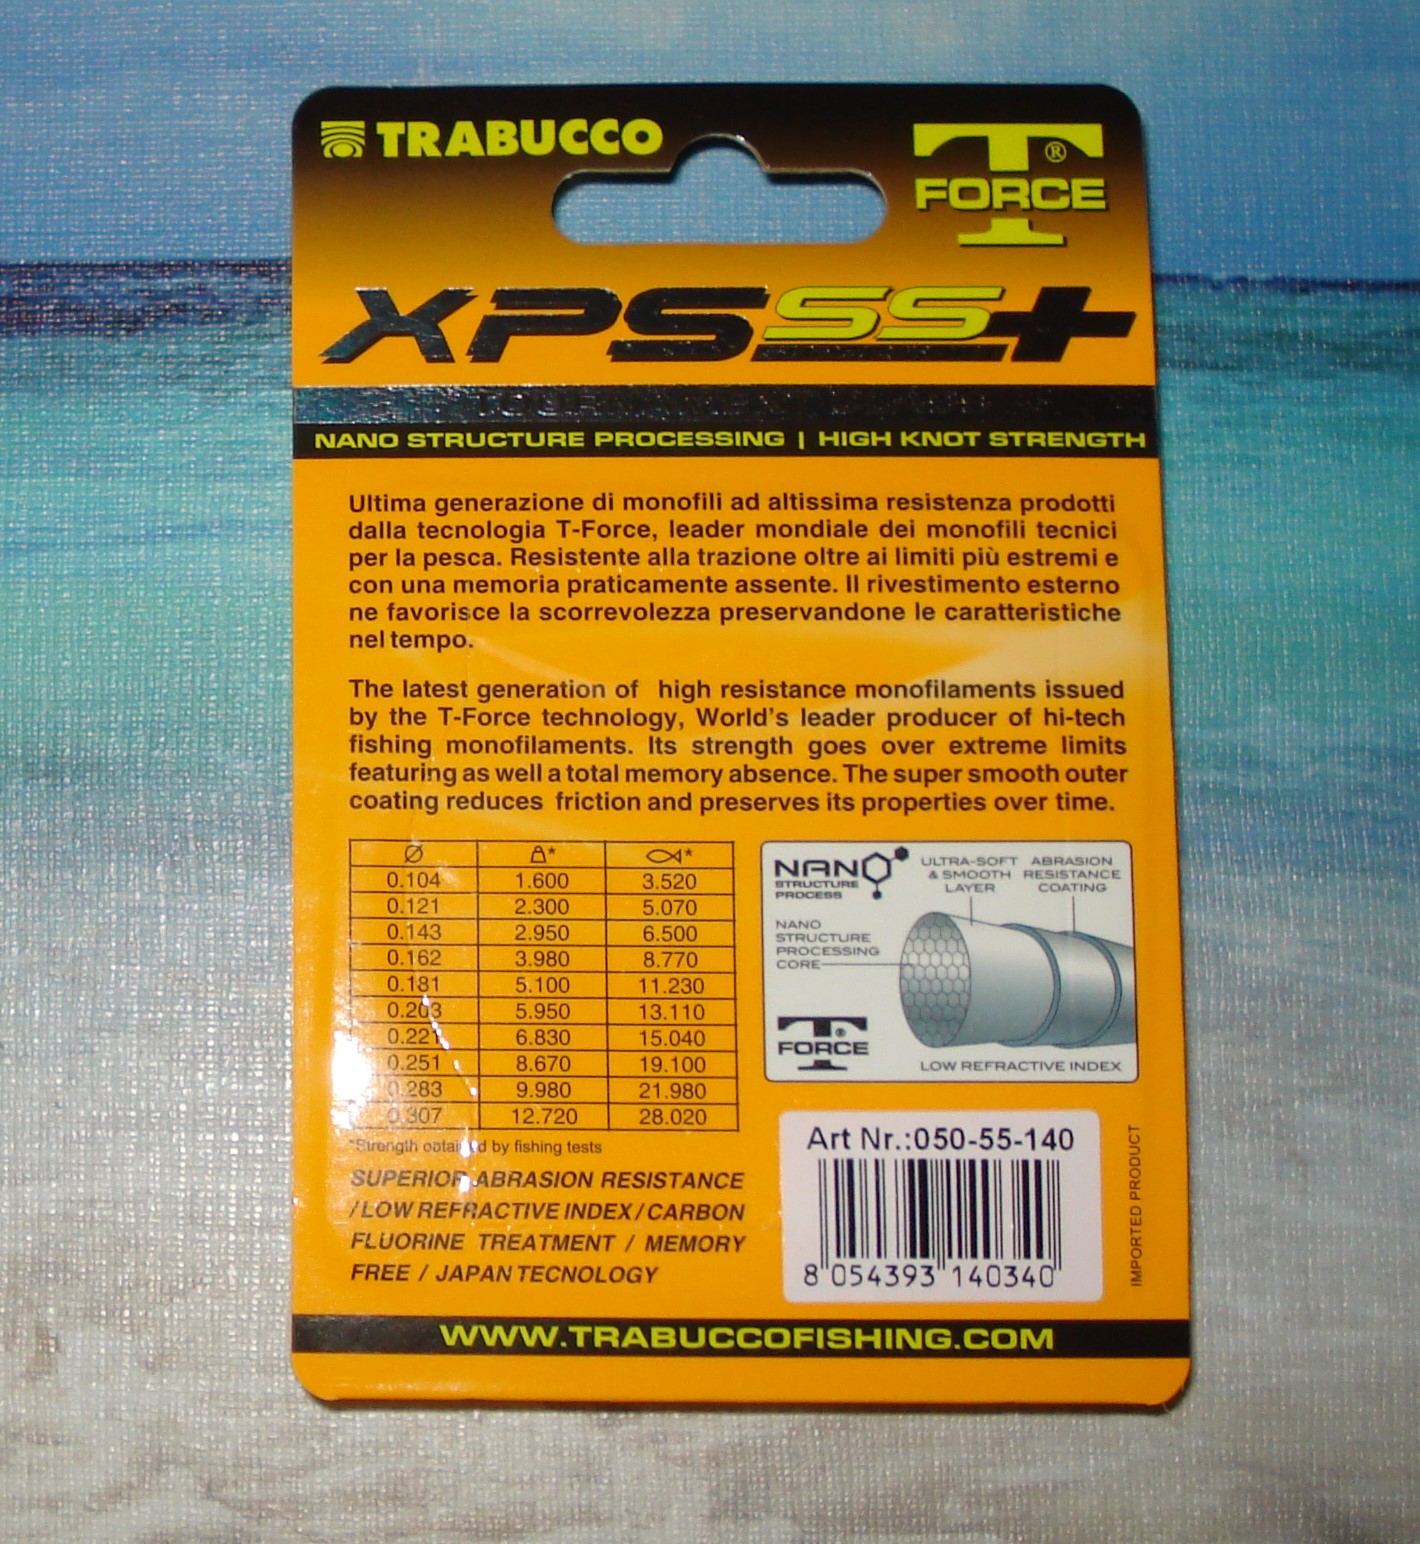 TRABUCCO
T®
FORCE
XPS SS+
NANO STRUCTURE PROCESSING | HIGH KNOT STRENGTH
Ultima generazione di monofili ad altissima resistenza prodotti
dalla tecnologia T-Force, leader mondiale dei monofili tecnici
per la pesca. Resistente alla trazione oltre ai limiti più estremi e
con una memoria praticamente assente. Il rivestimento esterno
ne favorisce la scorrevolezza preservandone le caratteristiche
nel tempo.
The latest generation of high resistance monofilaments issued
by the T-Force technology, World's leader producer of hi-tech
fishing monofilaments. Its strength goes over extreme limits
featuring as well a total memory absence. The super smooth outer
coating reduces friction and preserves its properties over time.
Ø * *
0.104 1.600 3.520
0.121 2.300 5.070
0.143 2.950 6.500
0.162 3.980 8.770
0.181 5.100 11.230
0.203 5.950 13.110
0.221 6.830 15.040
0.251 8.670 19.100
0.283 9.980 21.980
0.307 12.720 28.020
*Strength obtained by fishing tests
SUPERIOR ABRASION RESISTANCE
/ LOW REFRACTIVE INDEX / CARBON
FLUORINE TREATMENT / MEMORY
FREE / JAPAN TECNOLOGY
NANO
STRUCTURE
PROCESS
ULTRA-SOFT
& SMOOTH
LAYER
ABRASION
RESISTANCE
COATING
NANO
STRUCTURE
PROCESSING
CORE
T®
FORCE
LOW REFRACTIVE INDEX
Art Nr.:050-55-140
8 054393 140340
IMPORTED PRODUCT
WWW.TRABUCCOFISHING.COM